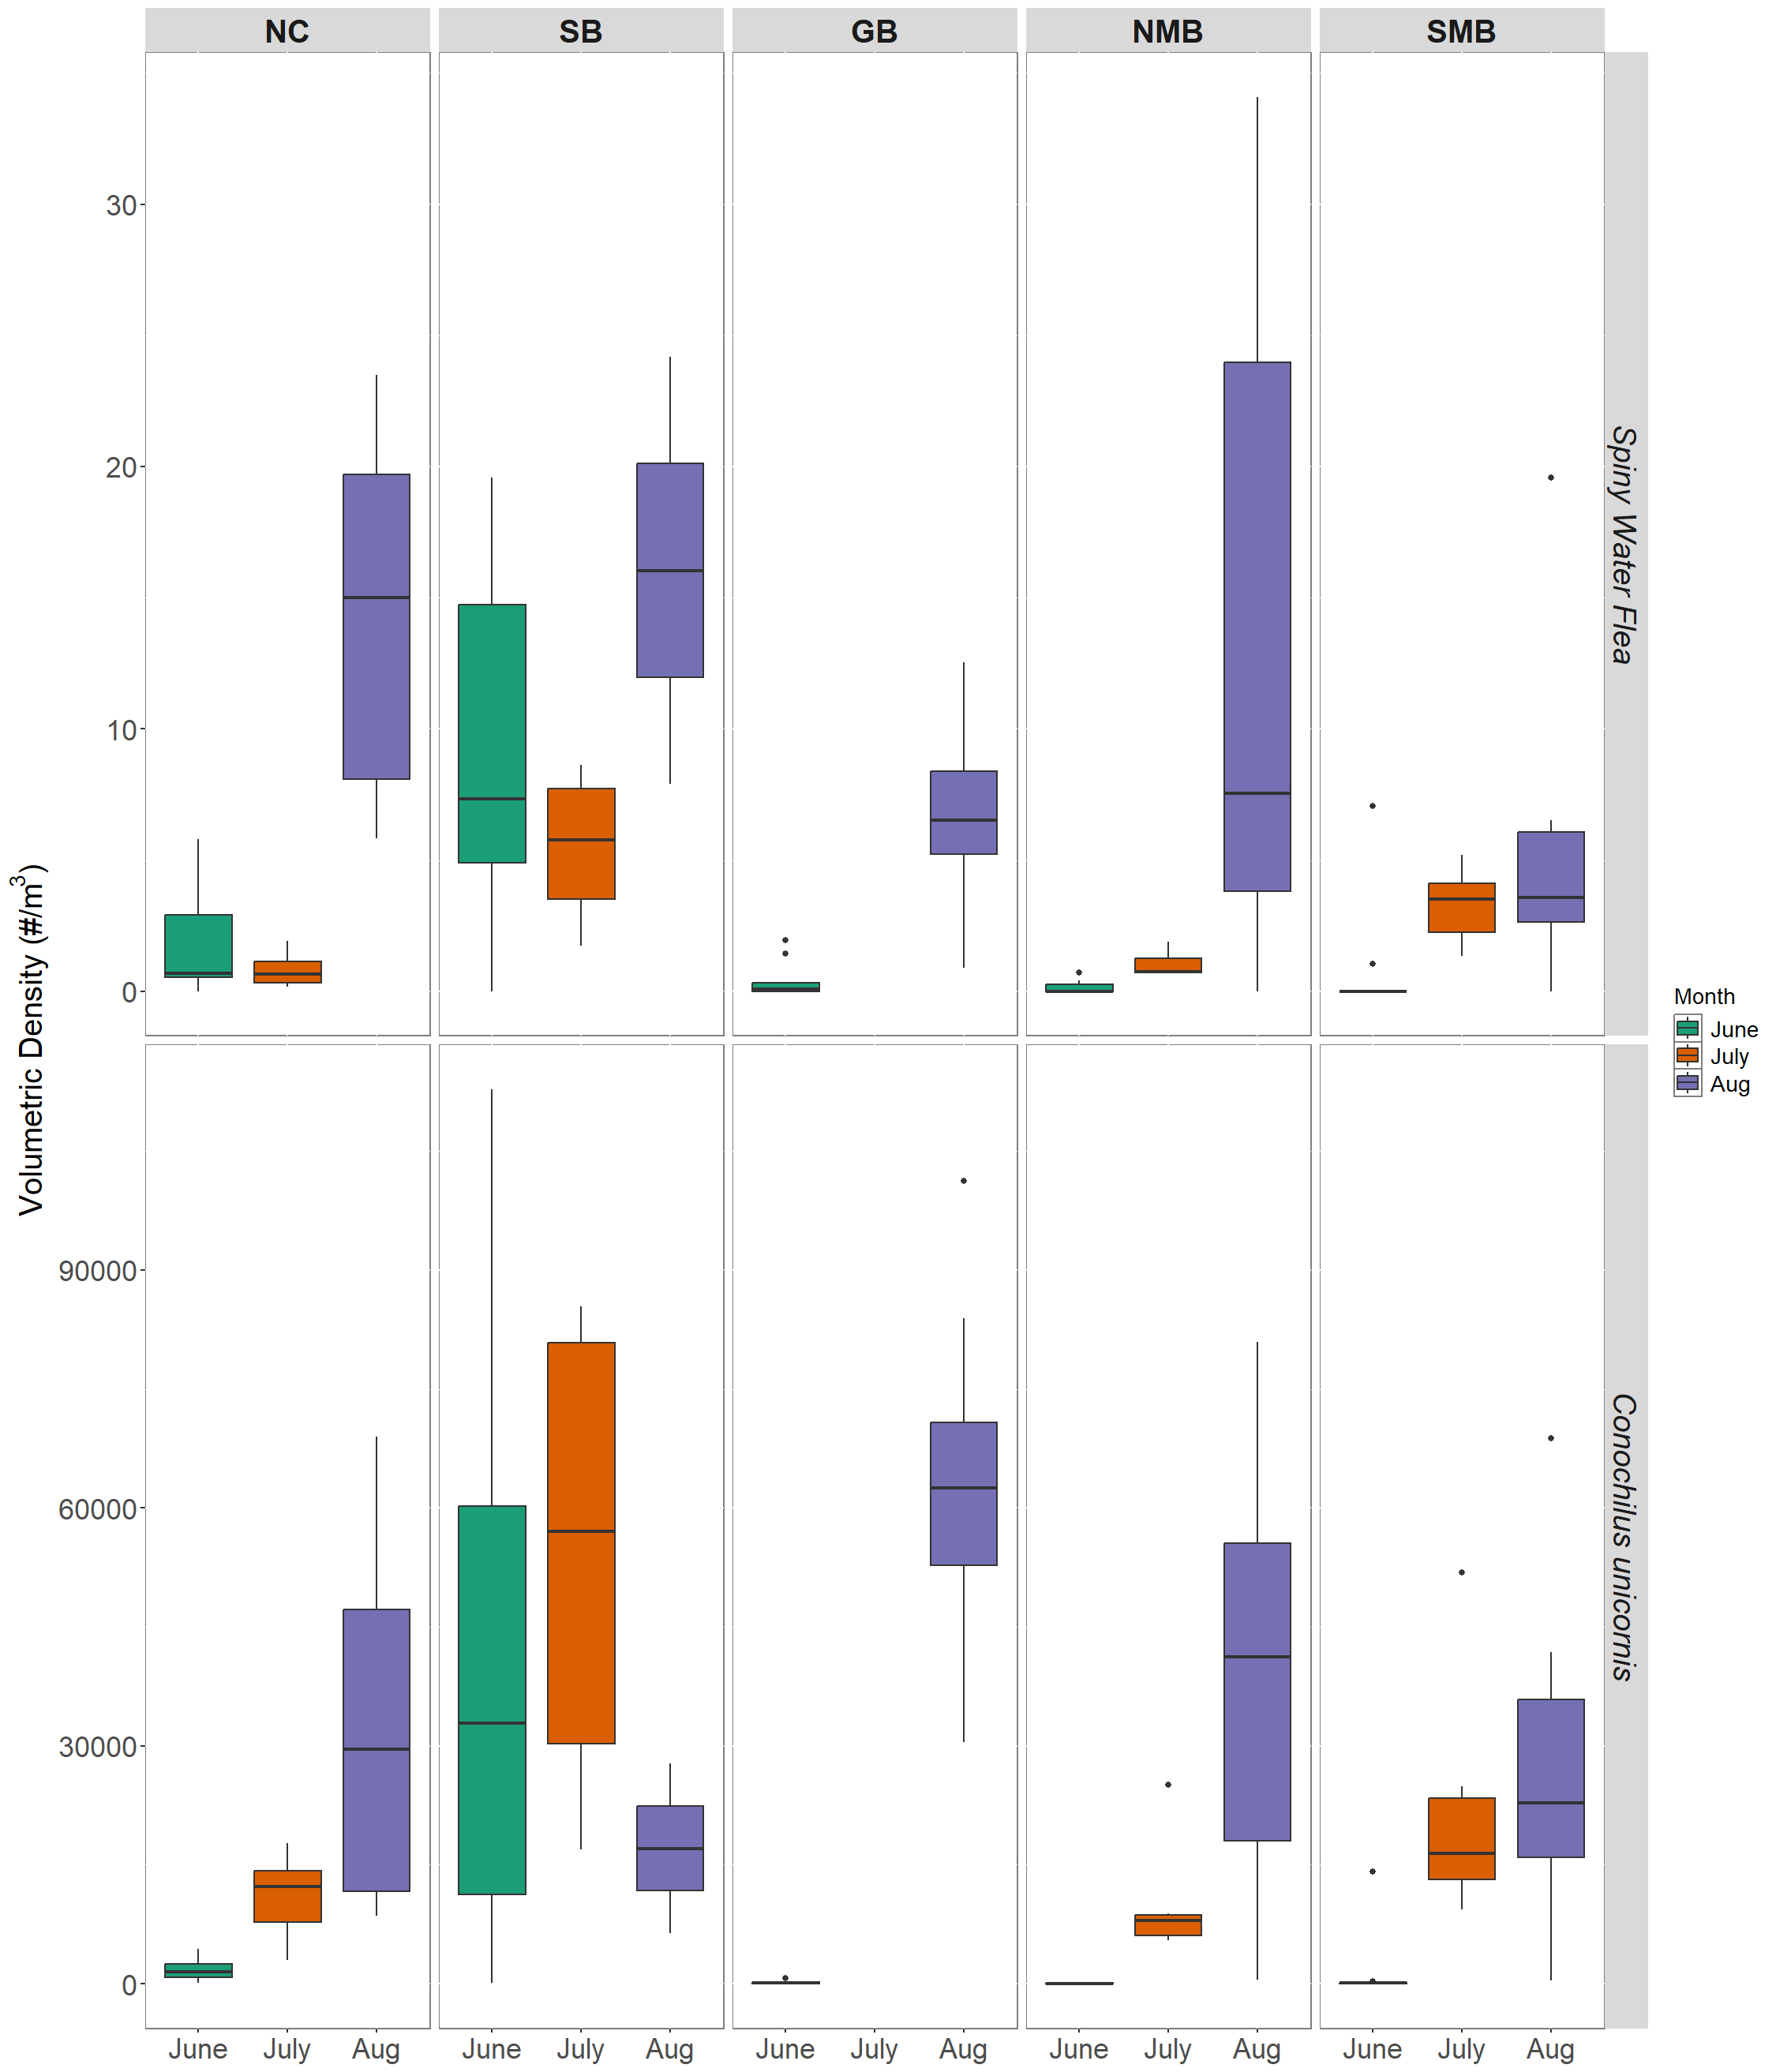 NC SB GB NMB SMB
30
20
10
0
Spiny Water Flea
Volumetric Density (#/m³)
90000
60000
30000
0
Conochilus unicornis
June July Aug June July Aug June July Aug June July Aug June July Aug
Month
June
July
Aug